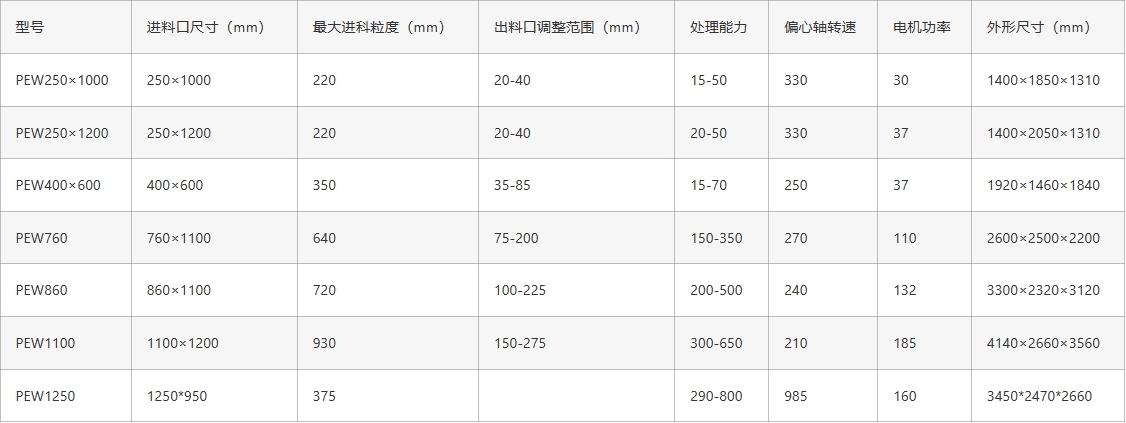 型号 进料口尺寸（mm） 最大进科粒度（mm） 出料口调整范围（mm） 处理能力 偏心轴转速 电机功率 外形尺寸（mm）
PEW250×1000 250×1000 220 20-40 15-50 330 30 1400×1850×1310
PEW250×1200 250×1200 220 20-40 20-50 330 37 1400×2050×1310
PEW400×600 400×600 350 35-85 15-70 250 37 1920×1460×1840
PEW760 760×1100 640 75-200 150-350 270 110 2600×2500×2200
PEW860 860×1100 720 100-225 200-500 240 132 3300×2320×3120
PEW1100 1100×1200 930 150-275 300-650 210 185 4140×2660×3560
PEW1250 1250*950 375 290-800 985 160 3450*2470*2660